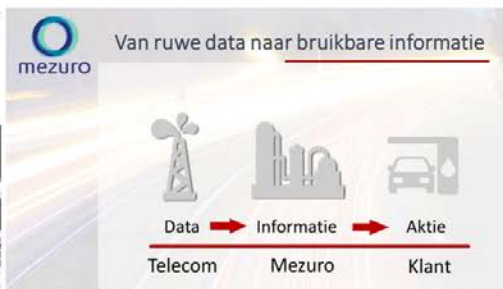 mezuro
Van ruwe data naar bruikbare informatie
Data Informatie Aktie
Telecom Mezuro Klant